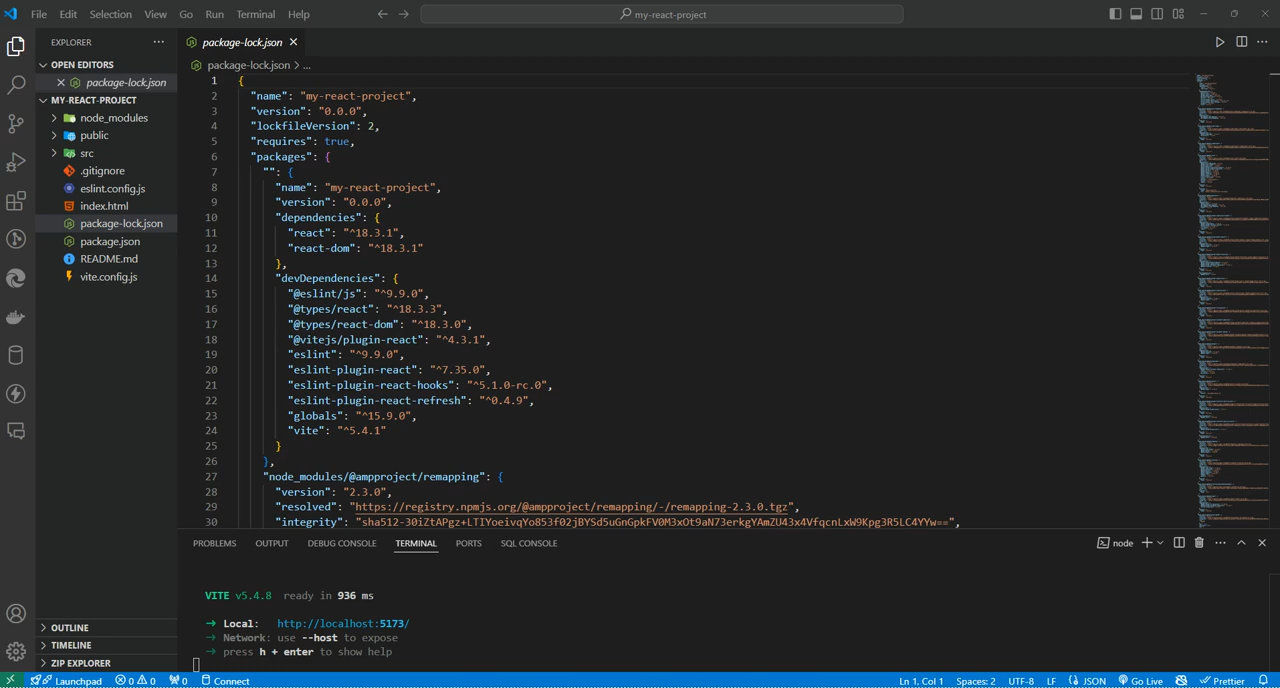 File Edit Selection View Go Run Terminal Help
my-react-project
EXPLORER
OPEN EDITORS
package-lock.json
MY-REACT-PROJECT
node_modules
public
src
.gitignore
eslint.config.js
index.html
package-lock.json
package.json
README.md
vite.config.js
OUTLINE
TIMELINE
ZIP EXPLORER
package-lock.json
package-lock.json > ...
1 {
2 "name": "my-react-project",
3 "version": "0.0.0",
4 "lockfileVersion": 2,
5 "requires": true,
6 "packages": {
7 "": {
8 "name": "my-react-project",
9 "version": "0.0.0",
10 "dependencies": {
11 "react": "^18.3.1",
12 "react-dom": "^18.3.1"
13 },
14 "devDependencies": {
15 "@eslint/js": "^9.9.0",
16 "@types/react": "^18.3.3",
17 "@types/react-dom": "^18.3.0",
18 "@vitejs/plugin-react": "^4.3.1",
19 "eslint": "^9.9.0",
20 "eslint-plugin-react": "^7.35.0",
21 "eslint-plugin-react-hooks": "^5.1.0-rc.0",
22 "eslint-plugin-react-refresh": "^0.4.9",
23 "globals": "^15.9.0",
24 "vite": "^5.4.1"
25 }
26 },
27 "node_modules/@ampproject/remapping": {
28 "version": "2.3.0",
29 "resolved": "https://registry.npmjs.org/@ampproject/remapping/-/remapping-2.3.0.tgz",
30 "integrity": "sha512-30iZtAPgz+LTIYoeivqYo853f02jBYSd5uGnGpkFV0M3xOt9aN73erkgYAmZU43x4VfqcnLxW9Kpg3R5LC4YYw==",
PROBLEMS OUTPUT DEBUG CONSOLE TERMINAL PORTS SQL CONSOLE
node
VITE v5.4.8 ready in 936 ms
➜ Local: http://localhost:5173/
➜ Network: use --host to expose
➜ press h + enter to show help
Launchpad 0 0 0 Connect
Ln 1, Col 1 Spaces: 2 UTF-8 LF JSON Go Live Prettier